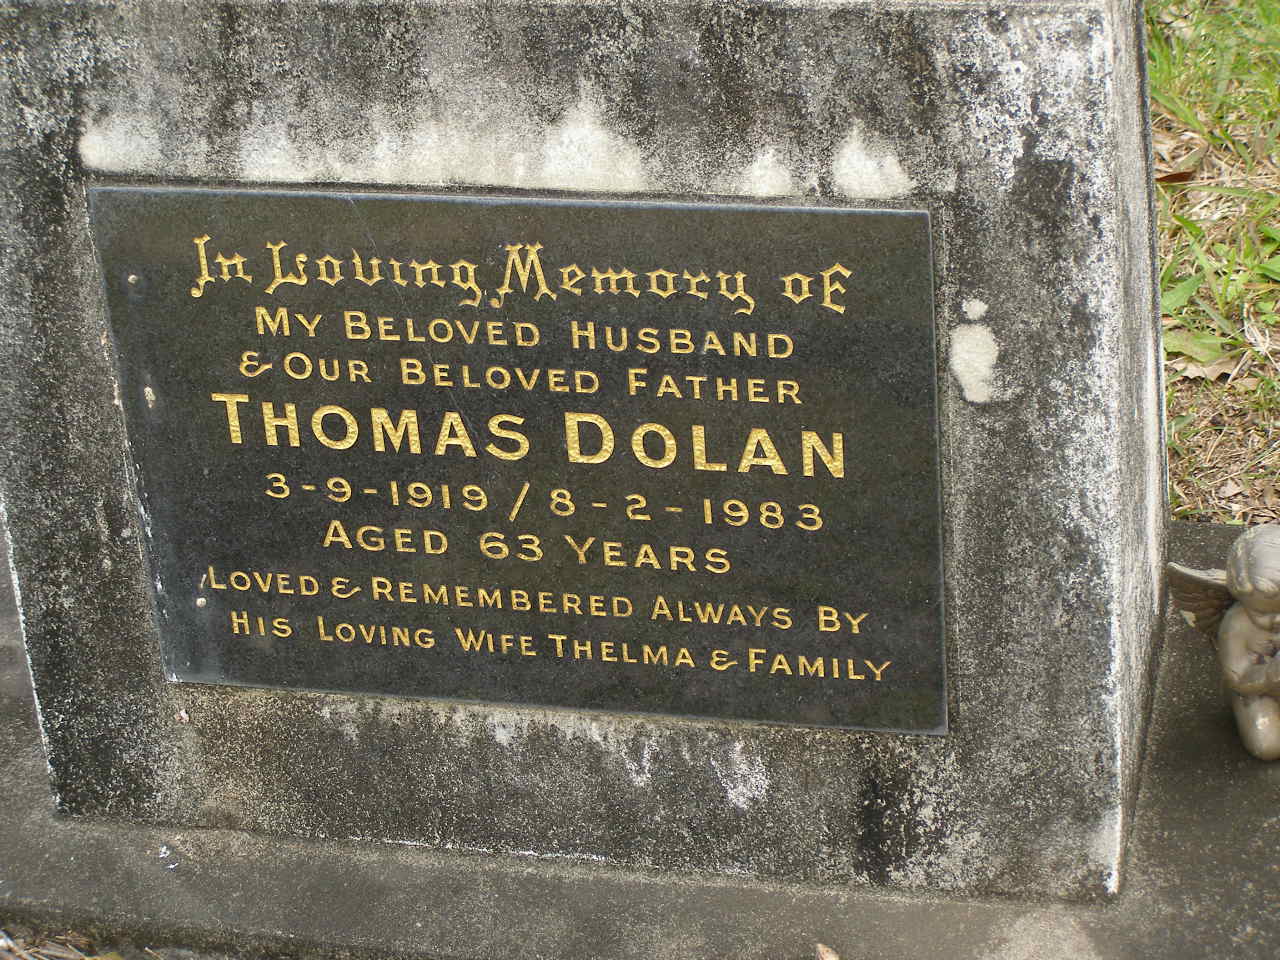 In Loving Memory of
My Beloved Husband
& Our Beloved Father
Thomas Dolan
3-9-1919/8-2-1983
Aged 63 Years
Loved & Remembered Always By
His Loving Wife Thelma & Family